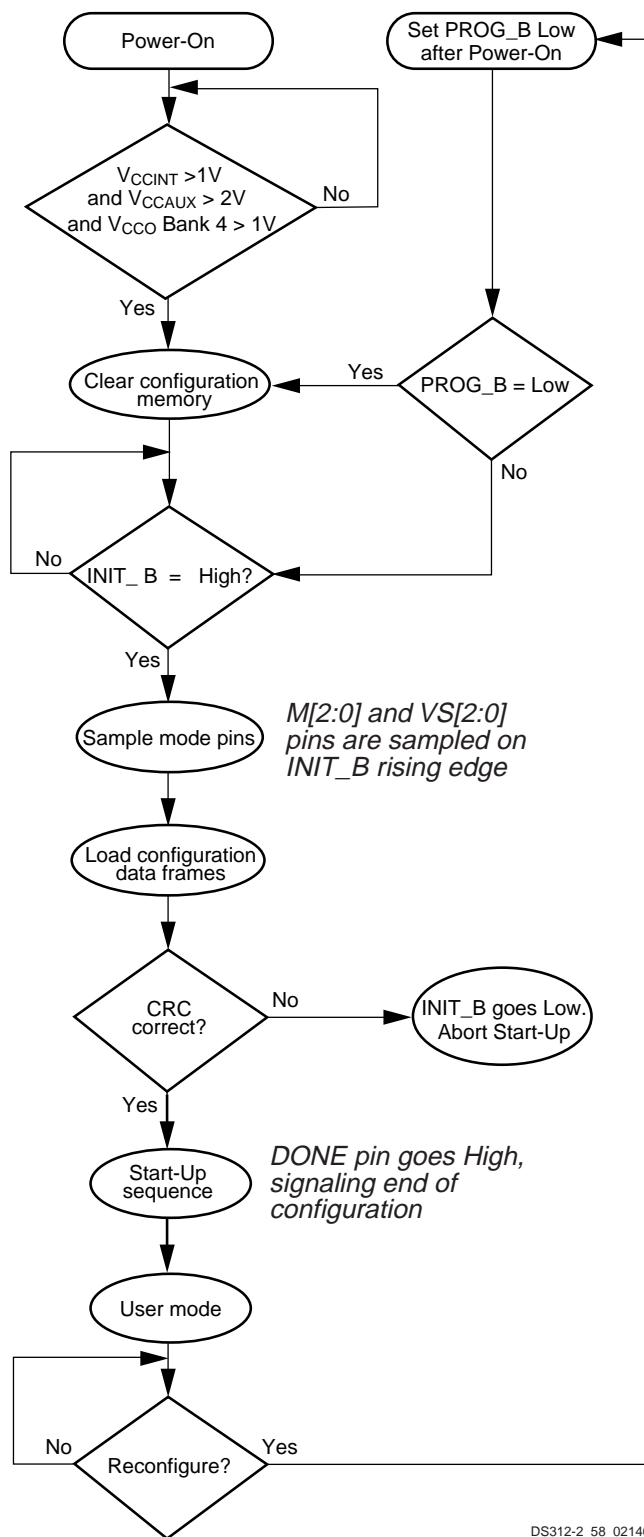 Power-On
Set PROG_B Low
after Power-On
VCCINT >1V
and VCCAUX > 2V
and VCCO Bank 4 > 1V
No
Yes
Clear configuration
memory
Yes
PROG_B = Low
No
INIT_ B = High?
No
Yes
Sample mode pins
M[2:0] and VS[2:0]
pins are sampled on
INIT_B rising edge
Load configuration
data frames
CRC
correct?
No
INIT_B goes Low.
Abort Start-Up
Yes
Start-Up
sequence
DONE pin goes High,
signaling end of
configuration
User mode
No
Reconfigure?
Yes